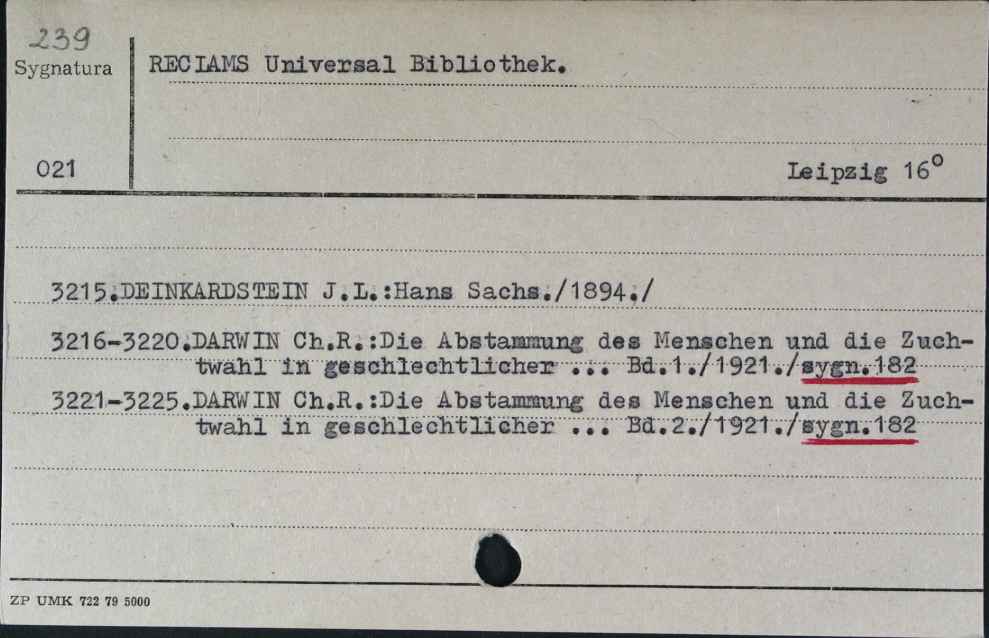 239
Sygnatura
RECLAMS Universal Bibliothek.
021
Leipzig 16°
3215.DEINKARDSTEIN J.L.:Hans Sachs./1894./
3216-3220.DARWIN Ch.R.:Die Abstammung des Menschen und die Zuch-
twahl in geschlechtlicher ... Bd.1./1921./sygn.182
3221-3225.DARWIN Ch.R.:Die Abstammung des Menschen und die Zuch-
twahl in geschlechtlicher ... Bd.2./1921./sygn.182
ZP UMK 722 79 5000